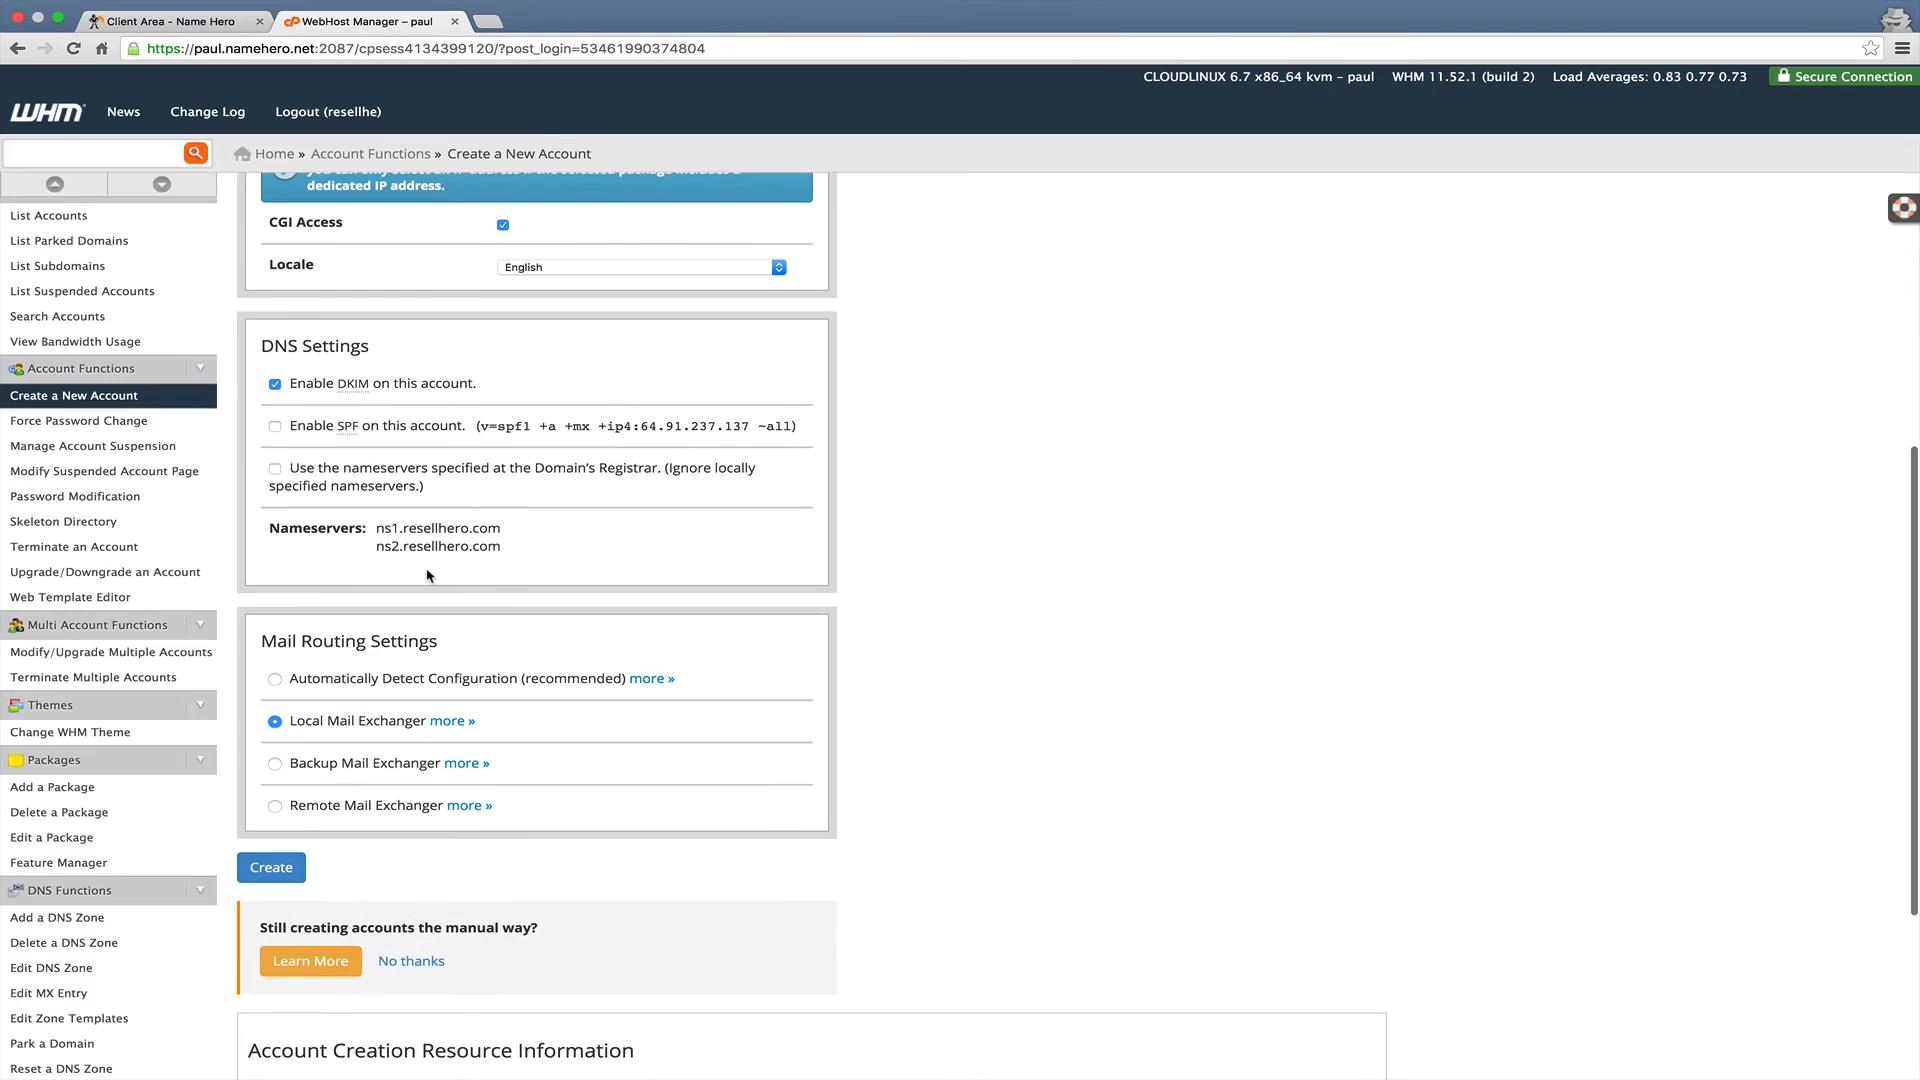 Client Area - Name Hero
WebHost Manager – paul
https://paul.namehero.net:2087/cpsess4134399120/?post_login=53461990374804
CLOUDLINUX 6.7 x86_64 kvm – paul WHM 11.52.1 (build 2) Load Averages: 0.83 0.77 0.73 Secure Connection
WHM News Change Log Logout (resellhe)
Home » Account Functions » Create a New Account
List Accounts
List Parked Domains
List Subdomains
List Suspended Accounts
Search Accounts
View Bandwidth Usage
Account Functions
Create a New Account
Force Password Change
Manage Account Suspension
Modify Suspended Account Page
Password Modification
Skeleton Directory
Terminate an Account
Upgrade/Downgrade an Account
Web Template Editor
Multi Account Functions
Modify/Upgrade Multiple Accounts
Terminate Multiple Accounts
Themes
Change WHM Theme
Packages
Add a Package
Delete a Package
Edit a Package
Feature Manager
DNS Functions
Add a DNS Zone
Delete a DNS Zone
Edit DNS Zone
Edit MX Entry
Edit Zone Templates
Park a Domain
Reset a DNS Zone
dedicated IP address.
CGI Access
Locale English
DNS Settings
Enable DKIM on this account.
Enable SPF on this account. (v=spf1 +a +mx +ip4:64.91.237.137 ~all)
Use the nameservers specified at the Domain’s Registrar. (Ignore locally
specified nameservers.)
Nameservers: ns1.resellhero.com
ns2.resellhero.com
Mail Routing Settings
Automatically Detect Configuration (recommended) more »
Local Mail Exchanger more »
Backup Mail Exchanger more »
Remote Mail Exchanger more »
Create
Still creating accounts the manual way?
Learn More No thanks
Account Creation Resource Information